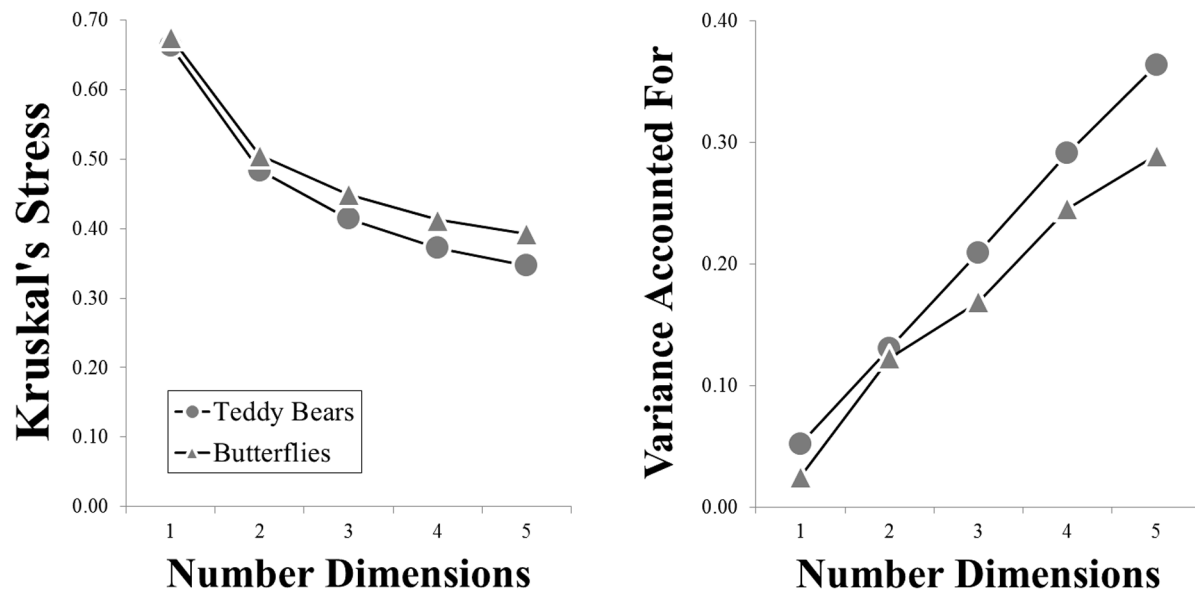 Kruskal's Stress
0.70
0.60
0.50
0.40
0.30
0.20
0.10
0.00
Teddy Bears
Butterflies
1 2 3 4 5
Number Dimensions
Variance Accounted For
0.40
0.30
0.20
0.10
0.00
1 2 3 4 5
Number Dimensions